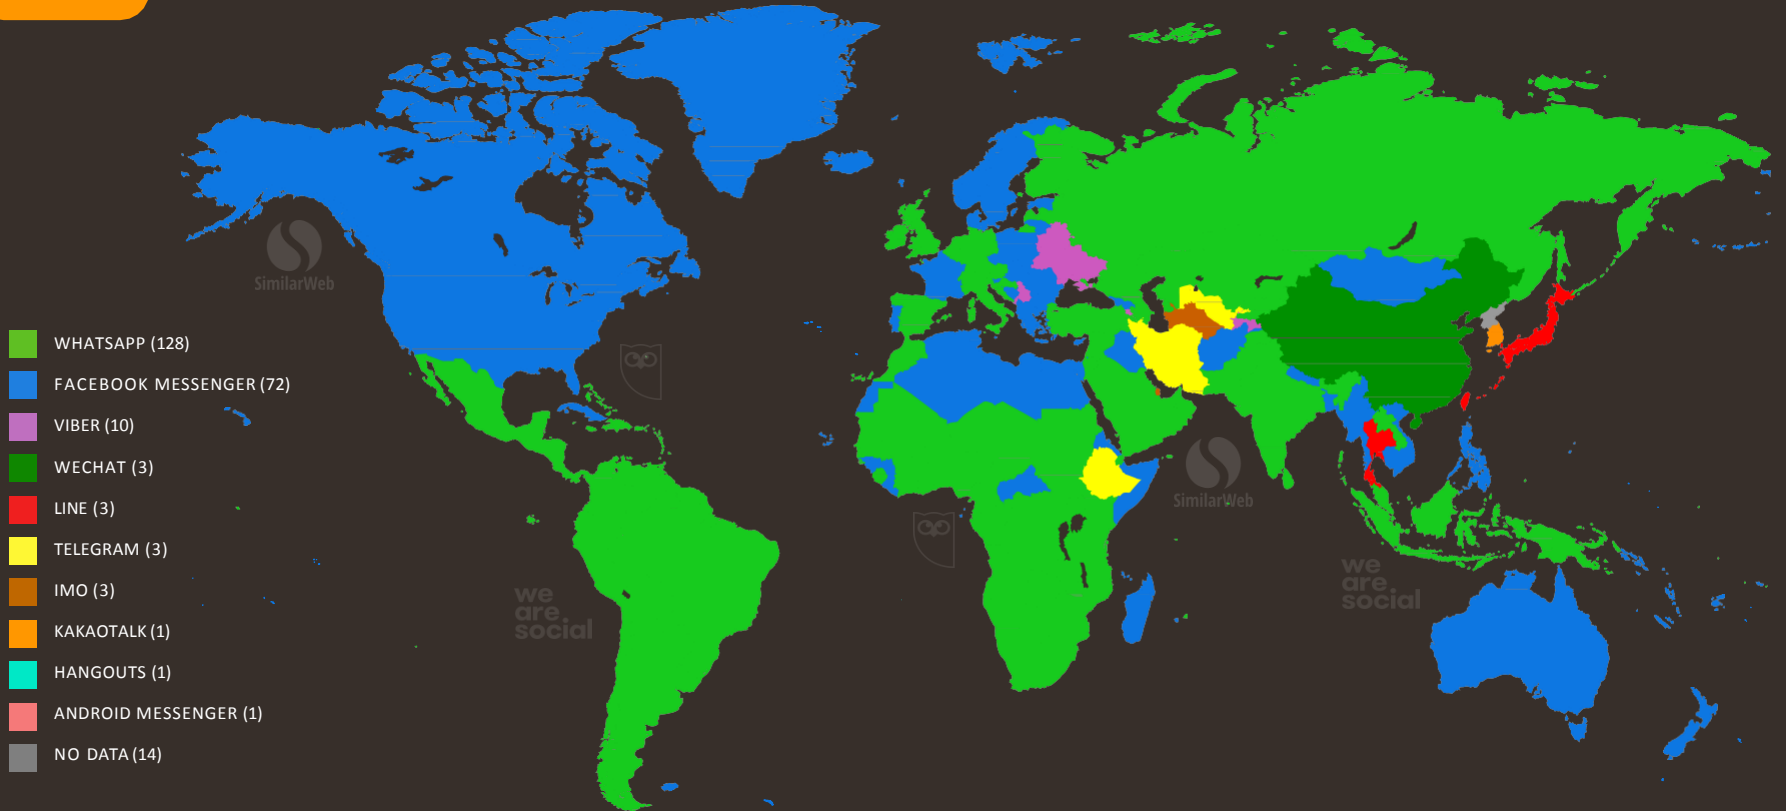 SimilarWeb
WHATSAPP (128)
FACEBOOK MESSENGER (72)
VIBER (10)
WECHAT (3)
LINE (3)
TELEGRAM (3)
IMO (3)
KAKAOTALK (1)
HANGOUTS (1)
ANDROID MESSENGER (1)
NO DATA (14)
SimilarWeb
we
are
social
we
are
social